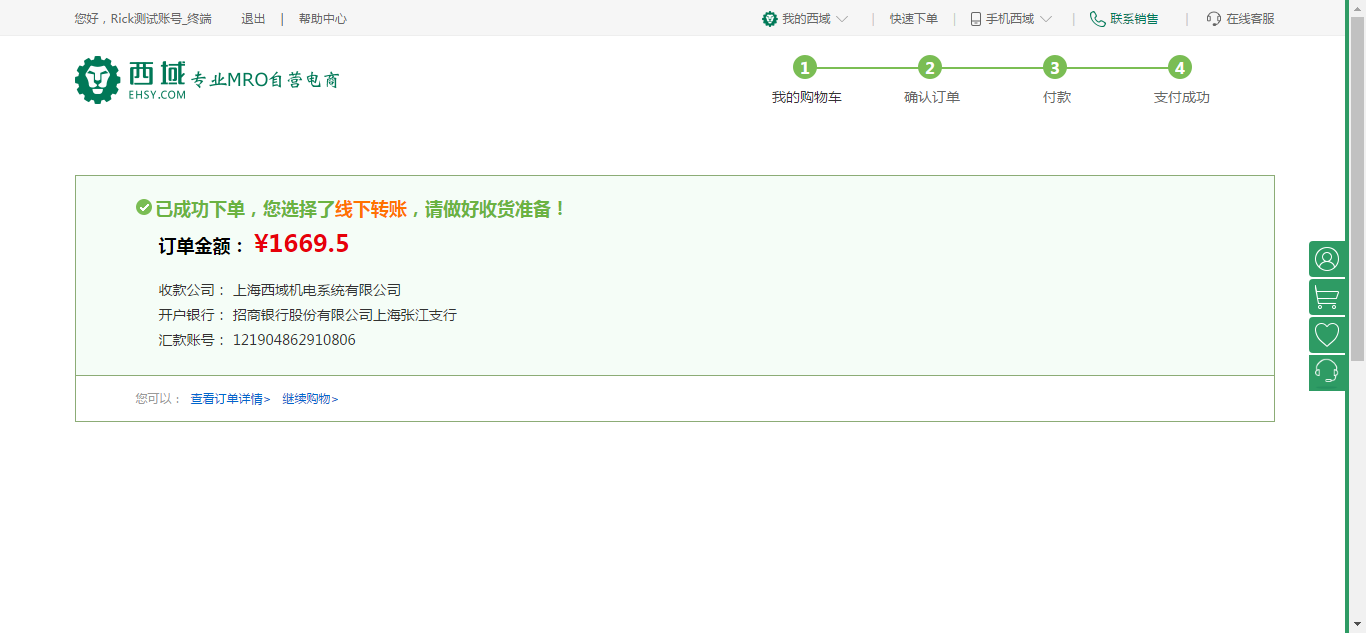 您好，Rick测试账号_终端 退出 | 帮助中心 我的西域 | 快速下单 | 手机西域 | 联系销售 | 在线客服
西域 专业MRO自营电商
EHSY.COM
1 2 3 4
我的购物车 确认订单 付款 支付成功
已成功下单，您选择了线下转账，请做好收货准备！
订单金额： ¥1669.5
收款公司： 上海西域机电系统有限公司
开户银行： 招商银行股份有限公司上海张江支行
汇款账号： 121904862910806
您可以： 查看订单详情> 继续购物>